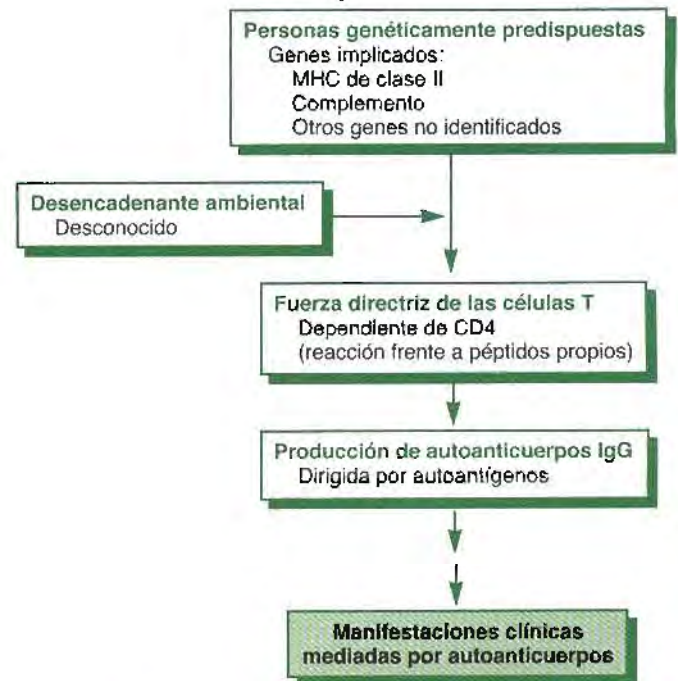 Personas genéticamente predispuestas
Genes implicados:
MHC de clase II
Complemento
Otros genes no identificados
Desencadenante ambiental
Desconocido
Fuerza directriz de las células T
Dependiente de CD4
(reacción frente a péptidos propios)
Producción de autoanticuerpos IgG
Dirigida por autoantígenos
Manifestaciones clínicas
mediadas por autoanticuerpos